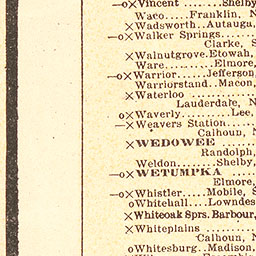 —o×Vincent ........Shelby
Waco.....Franklin, N
×Wadsworth..Autauga,
—o×Walker Springs........
Clarke, S
×Walnutgrove.Etowah,
Ware..........Elmore,
—o×Warrior......Jefferson,
Warriorstand..Macon,
×Waterloo ..............
Lauderdale, N
o×Waverly..........Lee,
—×Weavers Station......
Calhoun, N
×WEDOWEE ..........
Randolph,
Weldon........Shelby,
—o×WETUMPKA ........
Elmore,
—o×Whistler.....Mobile, S
oWhitehall....Lowndes
×Whiteoak Sprs. Barbour,
×Whiteplains ..........
Calhoun, N
oWhitesburg..Madison,